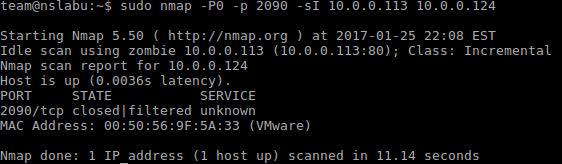 team@nslabu:~$ sudo nmap -P0 -p 2090 -sI 10.0.0.113 10.0.0.124
Starting Nmap 5.50 ( http://nmap.org ) at 2017-01-25 22:08 EST
Idle scan using zombie 10.0.0.113 (10.0.0.113:80); Class: Incremental
Nmap scan report for 10.0.0.124
Host is up (0.0036s latency).
PORT     STATE           SERVICE
2090/tcp closed|filtered unknown
MAC Address: 00:50:56:9F:5A:33 (VMware)
Nmap done: 1 IP address (1 host up) scanned in 11.14 seconds